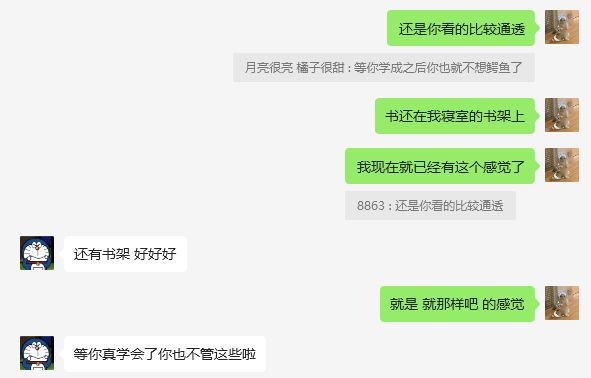 还是你看的比较通透
月亮很亮 橘子很甜 : 等你学成之后你也就不想鳄鱼了
书还在我寝室的书架上
我现在就已经有这个感觉了
8863 : 还是你看的比较通透
还有书架 好好好
就是 就那样吧 的感觉
等你真学会了你也不管这些啦